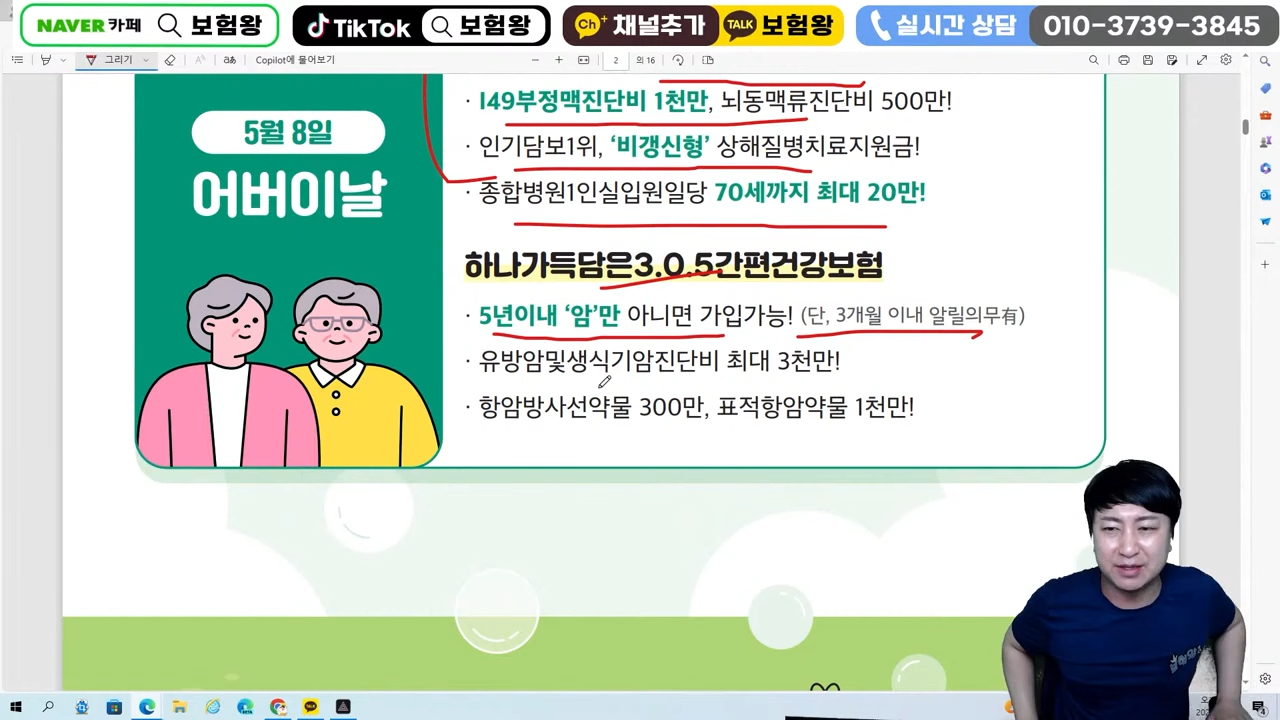 NAVER 카페 보험왕
TikTok 보험왕
Ch+ 채널추가 TALK 보험왕
실시간 상담 010-3739-3845
그리기
aあ
Copilot에 물어보기
2 의 16
· I49부정맥진단비 1천만, 뇌동맥류진단비 500만!
5월 8일
어버이날
· 인기담보1위, ‘비갱신형’ 상해질병치료지원금!
· 종합병원1인실입원일당 70세까지 최대 20만!
하나가득담은3.0.5간편건강보험
· 5년이내 ‘암’만 아니면 가입가능! (단, 3개월 이내 알릴의무有)
· 유방암및생식기암진단비 최대 3천만!
· 항암방사선약물 300만, 표적항암약물 1천만!